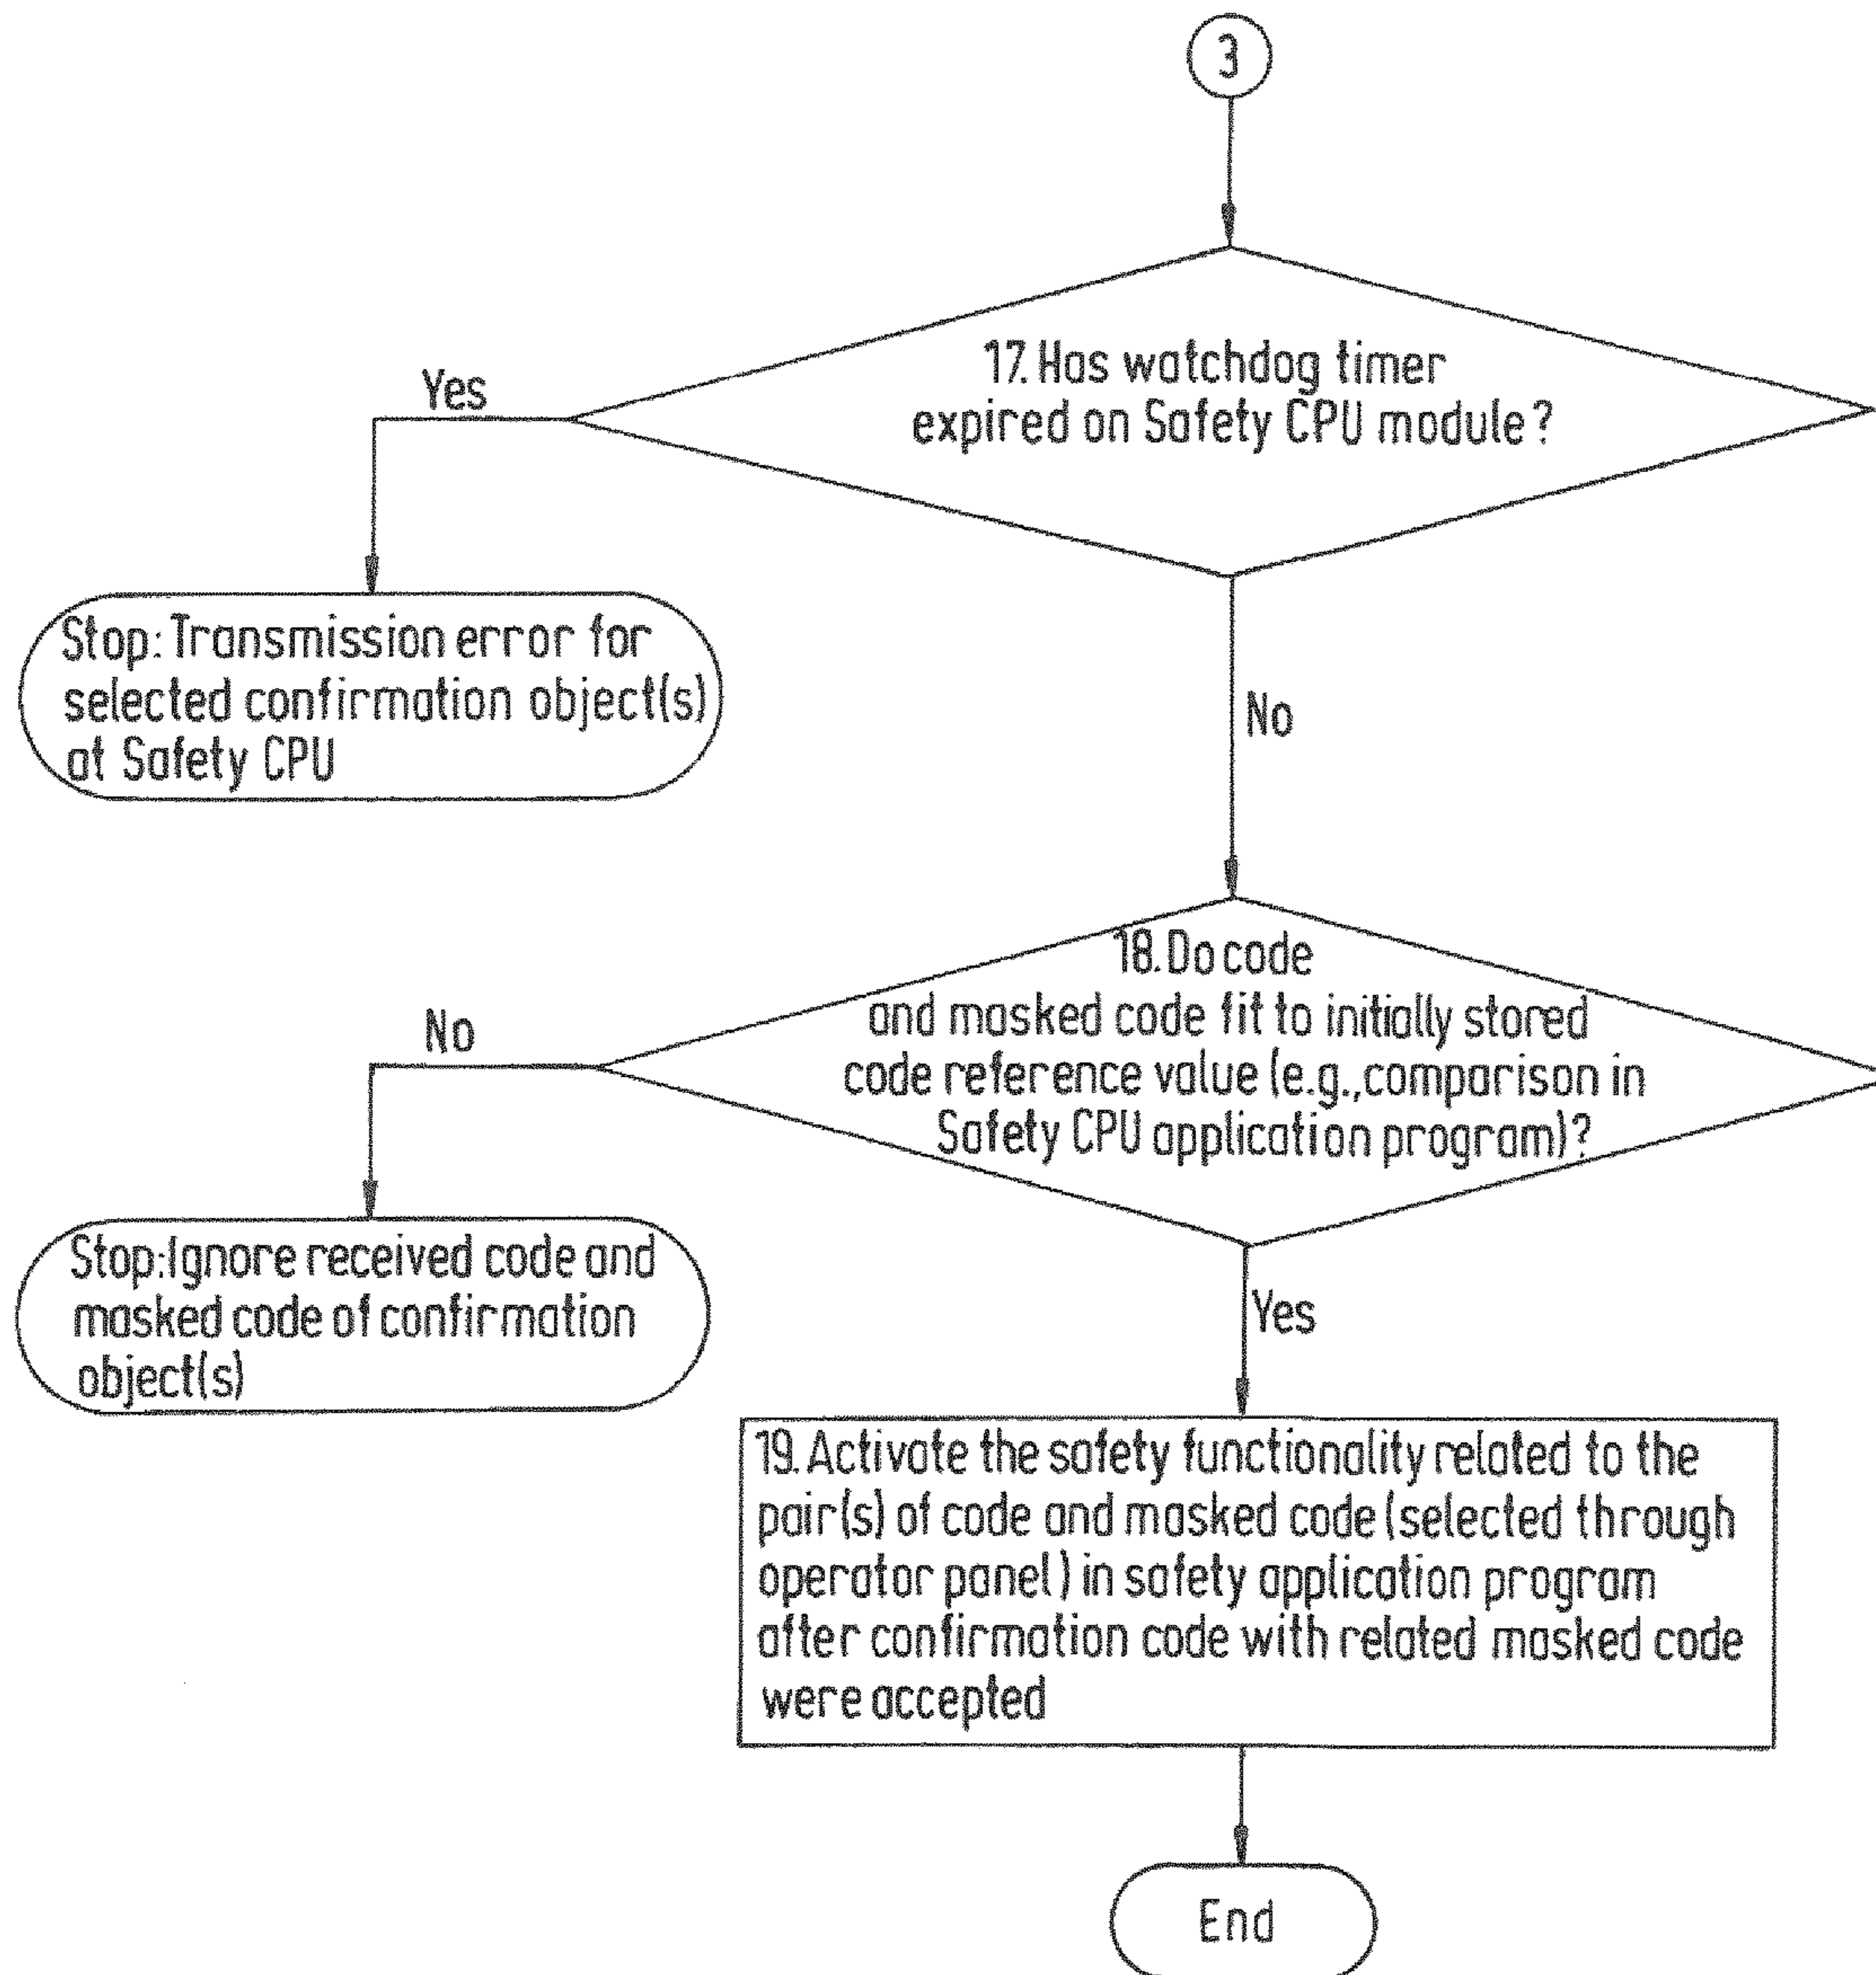 3
17. Has watchdog timer
expired on Safety CPU module?
Yes
Stop: Transmission error for
selected confirmation object(s)
at Safety CPU
No
18. Do code
and masked code fit to initially stored
code reference value (e.g., comparison in
Safety CPU application program)?
No
Stop: Ignore received code and
masked code of confirmation
object(s)
Yes
19. Activate the safety functionality related to the
pair(s) of code and masked code (selected through
operator panel) in safety application program
after confirmation code with related masked code
were accepted
End